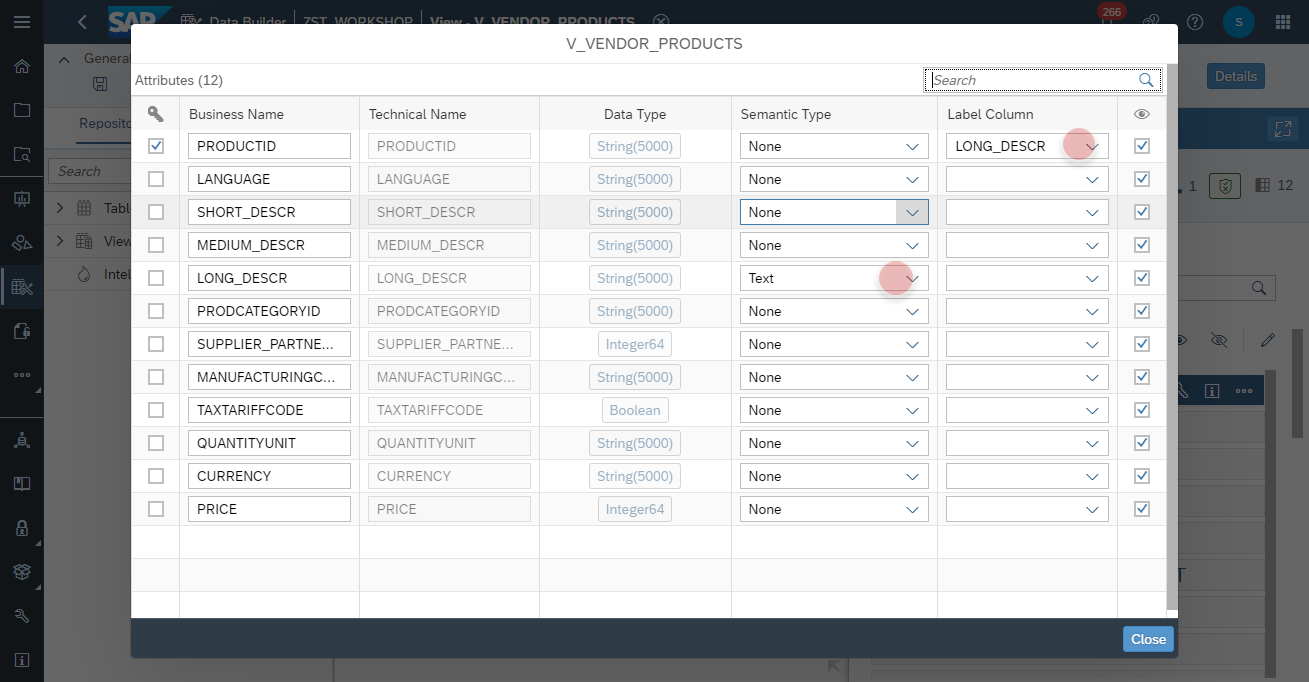 SAP Data Builder ZST_WORKSHOP View - V_VENDOR_PRODUCTS 266 S
General
Details
Reposito
Search
Table
View
Intel
1 12
V_VENDOR_PRODUCTS
Attributes (12) Search
Business Name Technical Name Data Type Semantic Type Label Column
PRODUCTID PRODUCTID String(5000) None LONG_DESCR
LANGUAGE LANGUAGE String(5000) None
SHORT_DESCR SHORT_DESCR String(5000) None
MEDIUM_DESCR MEDIUM_DESCR String(5000) None
LONG_DESCR LONG_DESCR String(5000) Text
PRODCATEGORYID PRODCATEGORYID String(5000) None
SUPPLIER_PARTNE... SUPPLIER_PARTNE... Integer64 None
MANUFACTURINGC... MANUFACTURINGC... String(5000) None
TAXTARIFFCODE TAXTARIFFCODE Boolean None
QUANTITYUNIT QUANTITYUNIT String(5000) None
CURRENCY CURRENCY String(5000) None
PRICE PRICE Integer64 None
T
Close